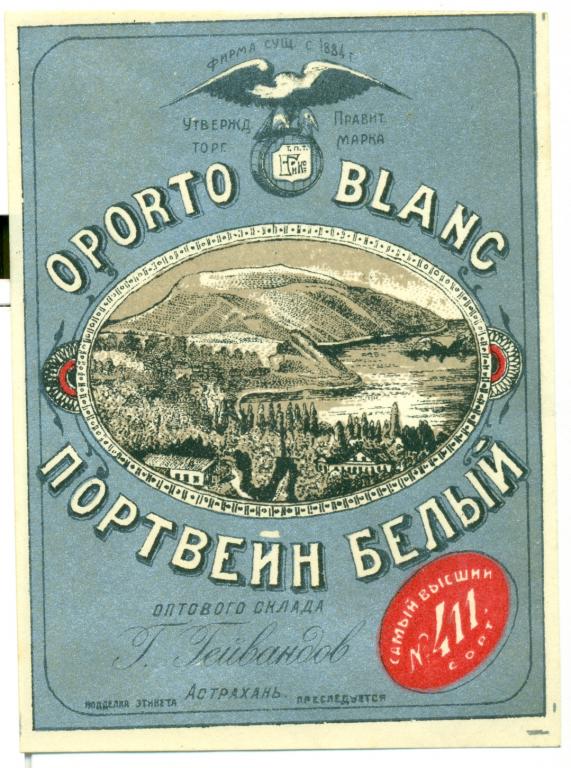 ФИРМА СУЩ. С 1884 Г.
УТВЕРЖД. ПРАВИТ.
ТОРГ. МАРКА
Т.П.Т.
OPORTO BLANC
ПОРТВЕЙН БЕЛЫЙ
САМЫЙ ВЫСШИЙ
№ 411.
СОРТ
ОПТОВОГО СКЛАДА
Г. Гейвандов
АСТРАХАНЬ.
ПОДДЕЛКА ЭТИКЕТА ПРЕСЛЕДУЕТСЯ